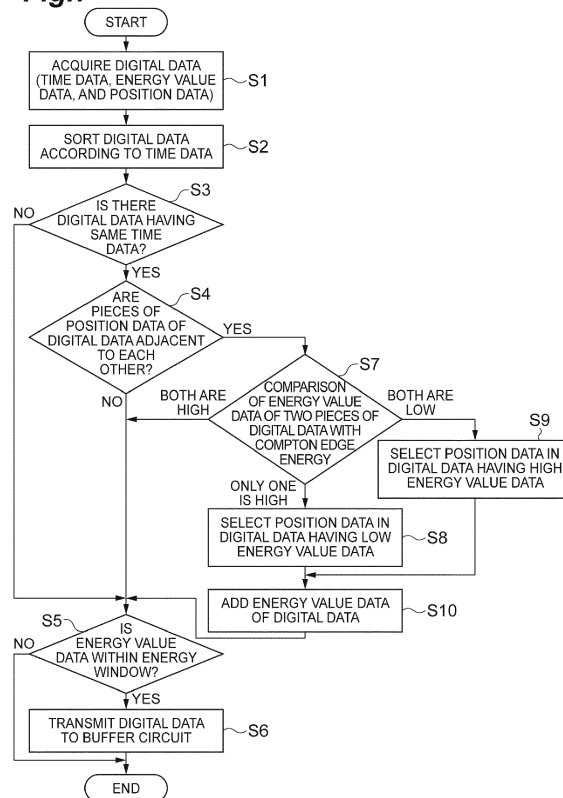 START
ACQUIRE DIGITAL DATA
(TIME DATA, ENERGY VALUE
DATA, AND POSITION DATA)
S1
SORT DIGITAL DATA
ACCORDING TO TIME DATA
S2
S3
NO
IS THERE
DIGITAL DATA HAVING
SAME TIME
DATA?
YES
S4
ARE
PIECES OF
POSITION DATA OF
DIGITAL DATA ADJACENT
TO EACH
OTHER?
YES
NO
S7
BOTH ARE
HIGH
COMPARISON
OF ENERGY VALUE
DATA OF TWO PIECES OF
DIGITAL DATA WITH
COMPTON EDGE
ENERGY
BOTH ARE
LOW
S9
SELECT POSITION DATA IN
DIGITAL DATA HAVING HIGH
ENERGY VALUE DATA
ONLY ONE
IS HIGH
SELECT POSITION DATA IN
DIGITAL DATA HAVING LOW
ENERGY VALUE DATA
S8
ADD ENERGY VALUE DATA
OF DIGITAL DATA
S10
S5
NO
IS
ENERGY VALUE
DATA WITHIN ENERGY
WINDOW?
YES
TRANSMIT DIGITAL DATA
TO BUFFER CIRCUIT
S6
END